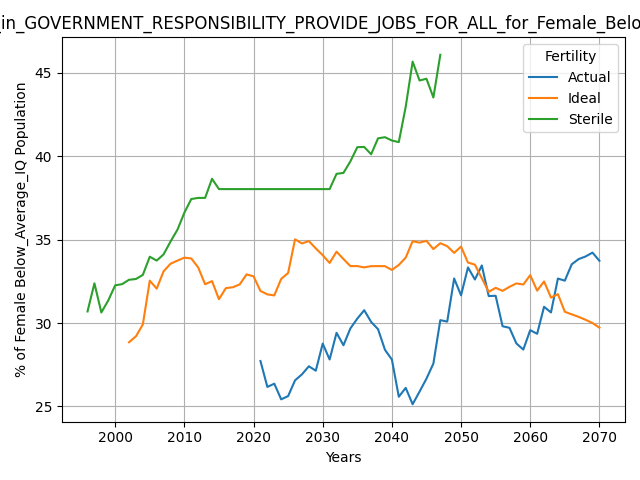 _in_GOVERNMENT_RESPONSIBILITY_PROVIDE_JOBS_FOR_ALL_for_Female_Belo
Fertility
Actual
Ideal
Sterile
% of Female Below_Average_IQ Population
45
40
35
30
25
2000
2010
2020
2030
2040
2050
2060
2070
Years